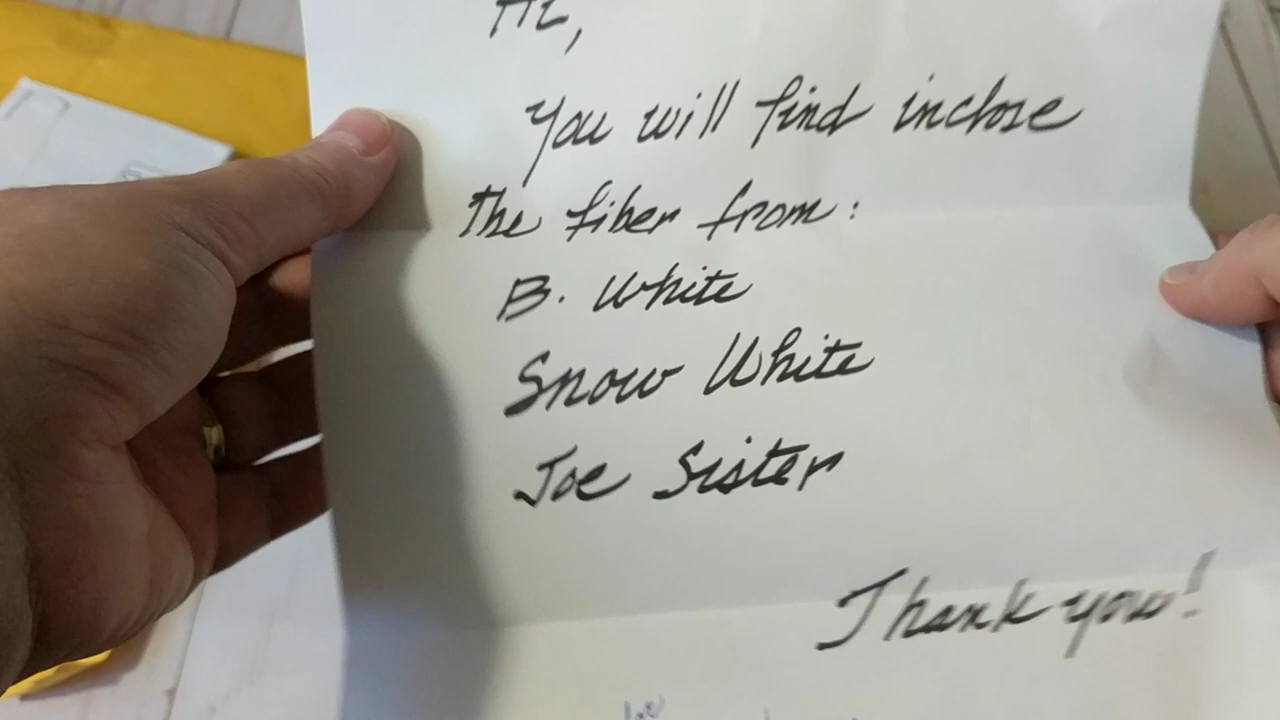 Hi,
You will find inclose
the fiber from:
B. White
Snow White
Joe Sister
Thank you!